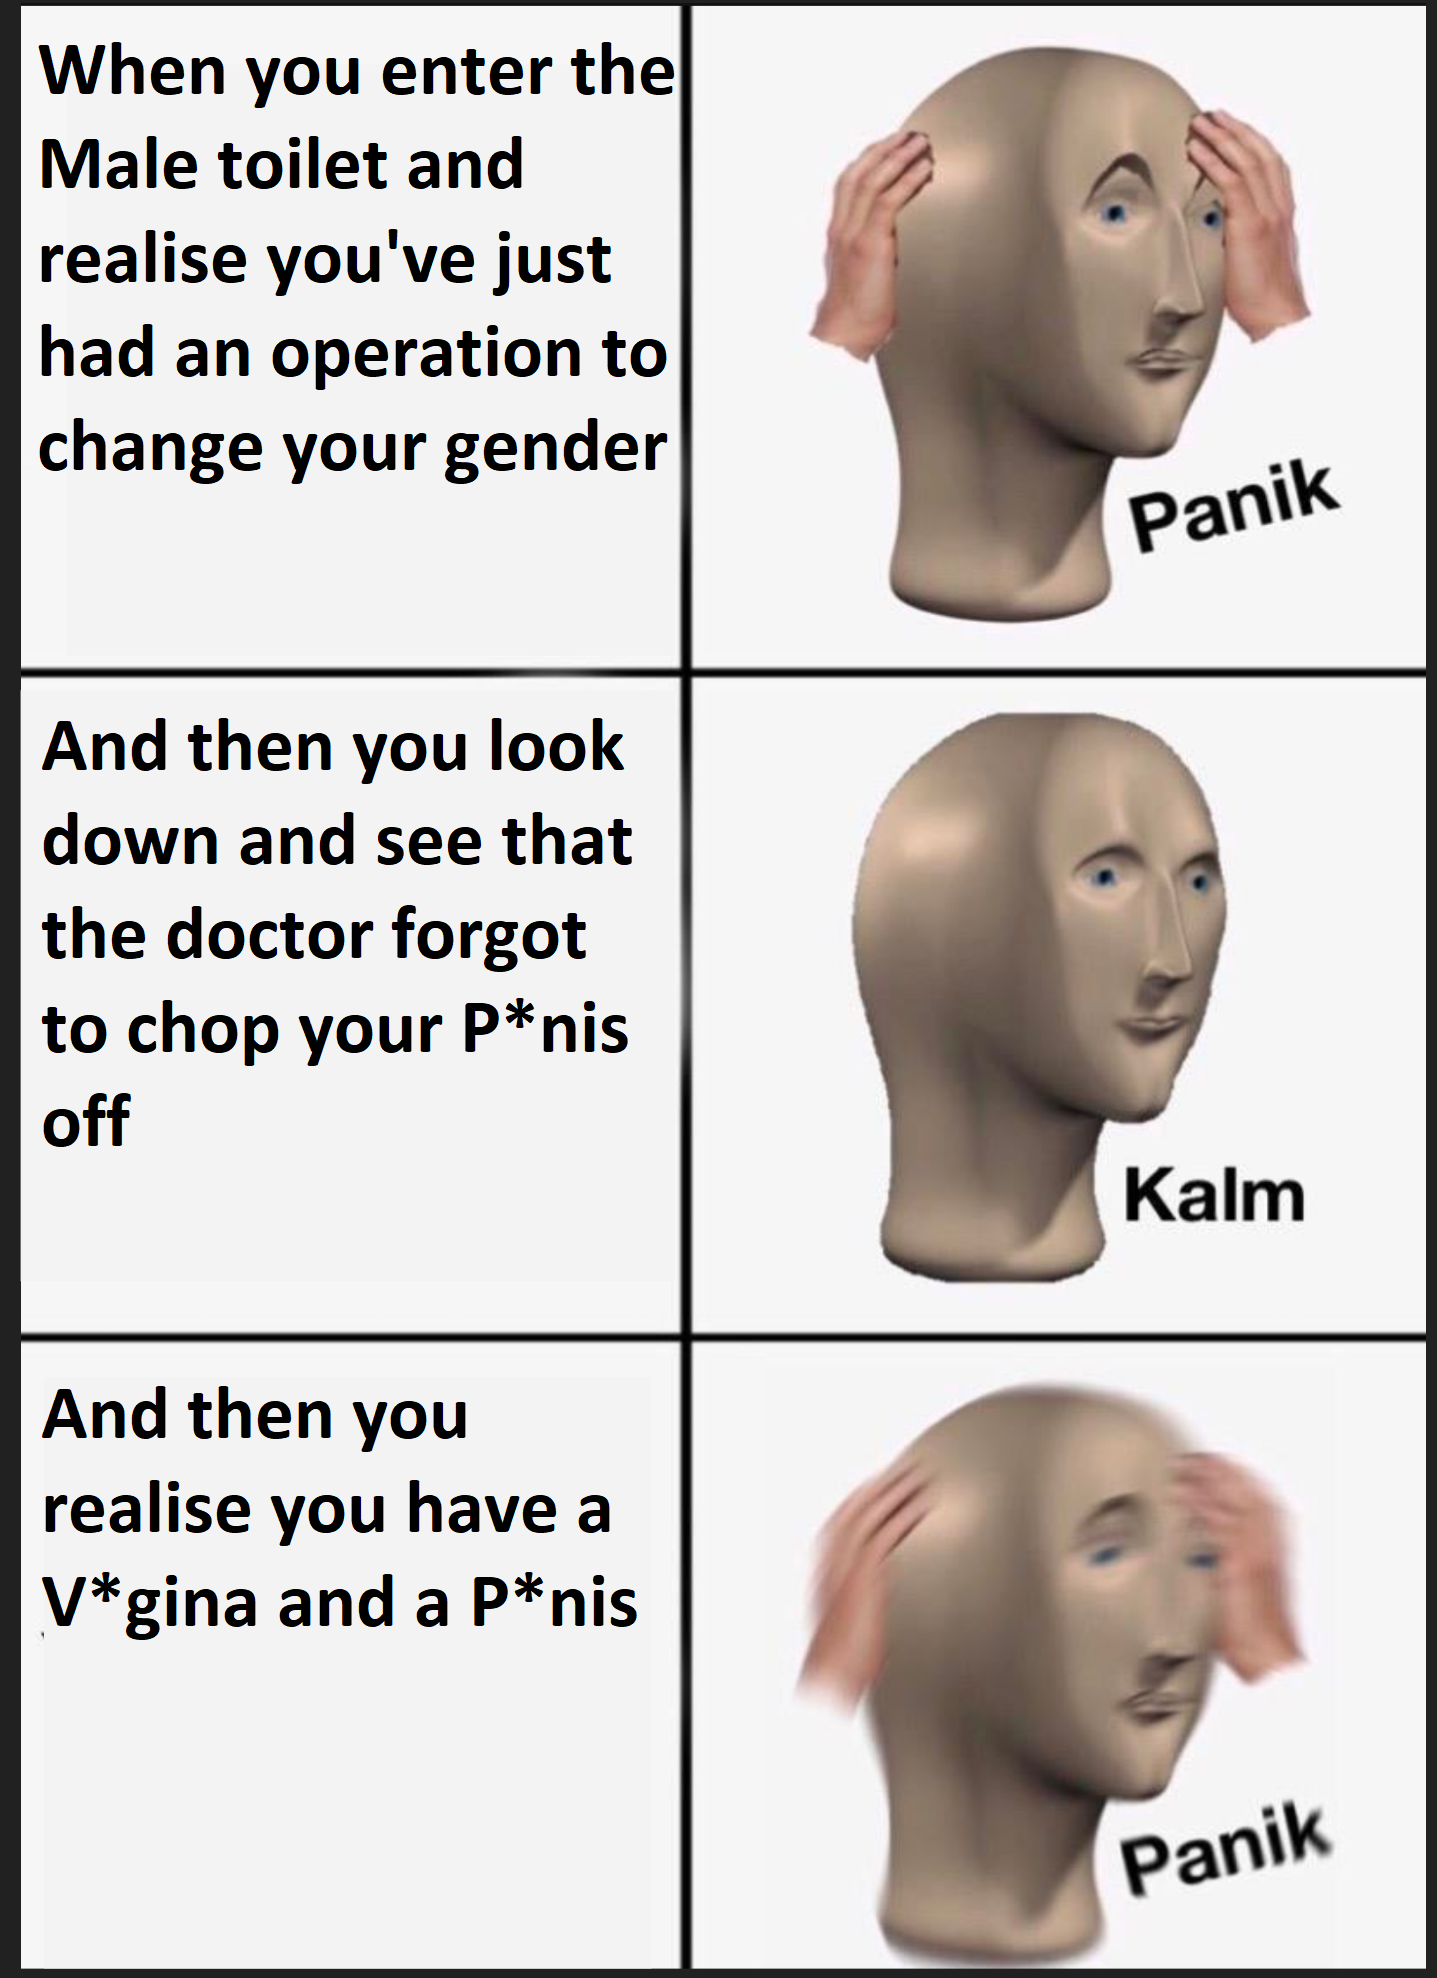 When you enter the
Male toilet and
realise you've just
had an operation to
change your gender
Panik
And then you look
down and see that
the doctor forgot
to chop your P*nis
off
Kalm
And then you
realise you have a
V*gina and a P*nis
Panik